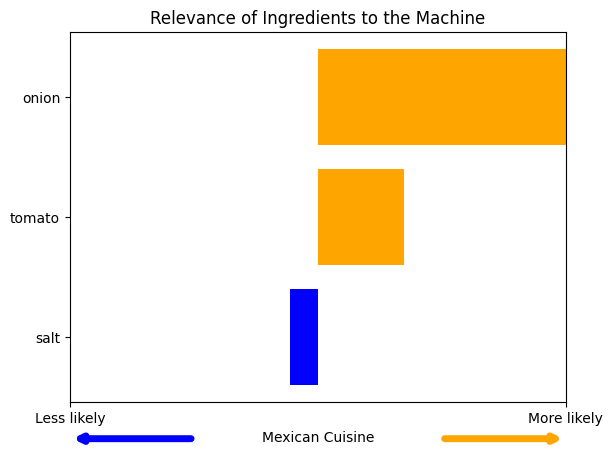 Relevance of Ingredients to the Machine
onion
tomato
salt
Less likely
More likely
Mexican Cuisine